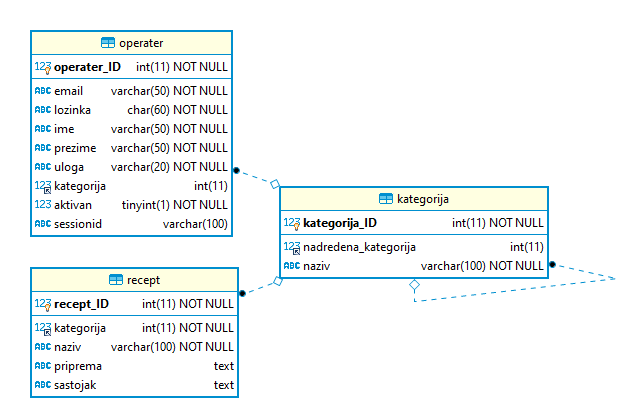 operater
123 operater_ID int(11) NOT NULL
ABC email varchar(50) NOT NULL
ABC lozinka char(60) NOT NULL
ABC ime varchar(50) NOT NULL
ABC prezime varchar(50) NOT NULL
ABC uloga varchar(20) NOT NULL
123 kategorija int(11)
123 aktivan tinyint(1) NOT NULL
ABC sessionid varchar(100)
kategorija
123 kategorija_ID int(11) NOT NULL
123 nadredena_kategorija int(11)
ABC naziv varchar(100) NOT NULL
recept
123 recept_ID int(11) NOT NULL
123 kategorija int(11) NOT NULL
ABC naziv varchar(100) NOT NULL
ABC priprema text
ABC sastojak text